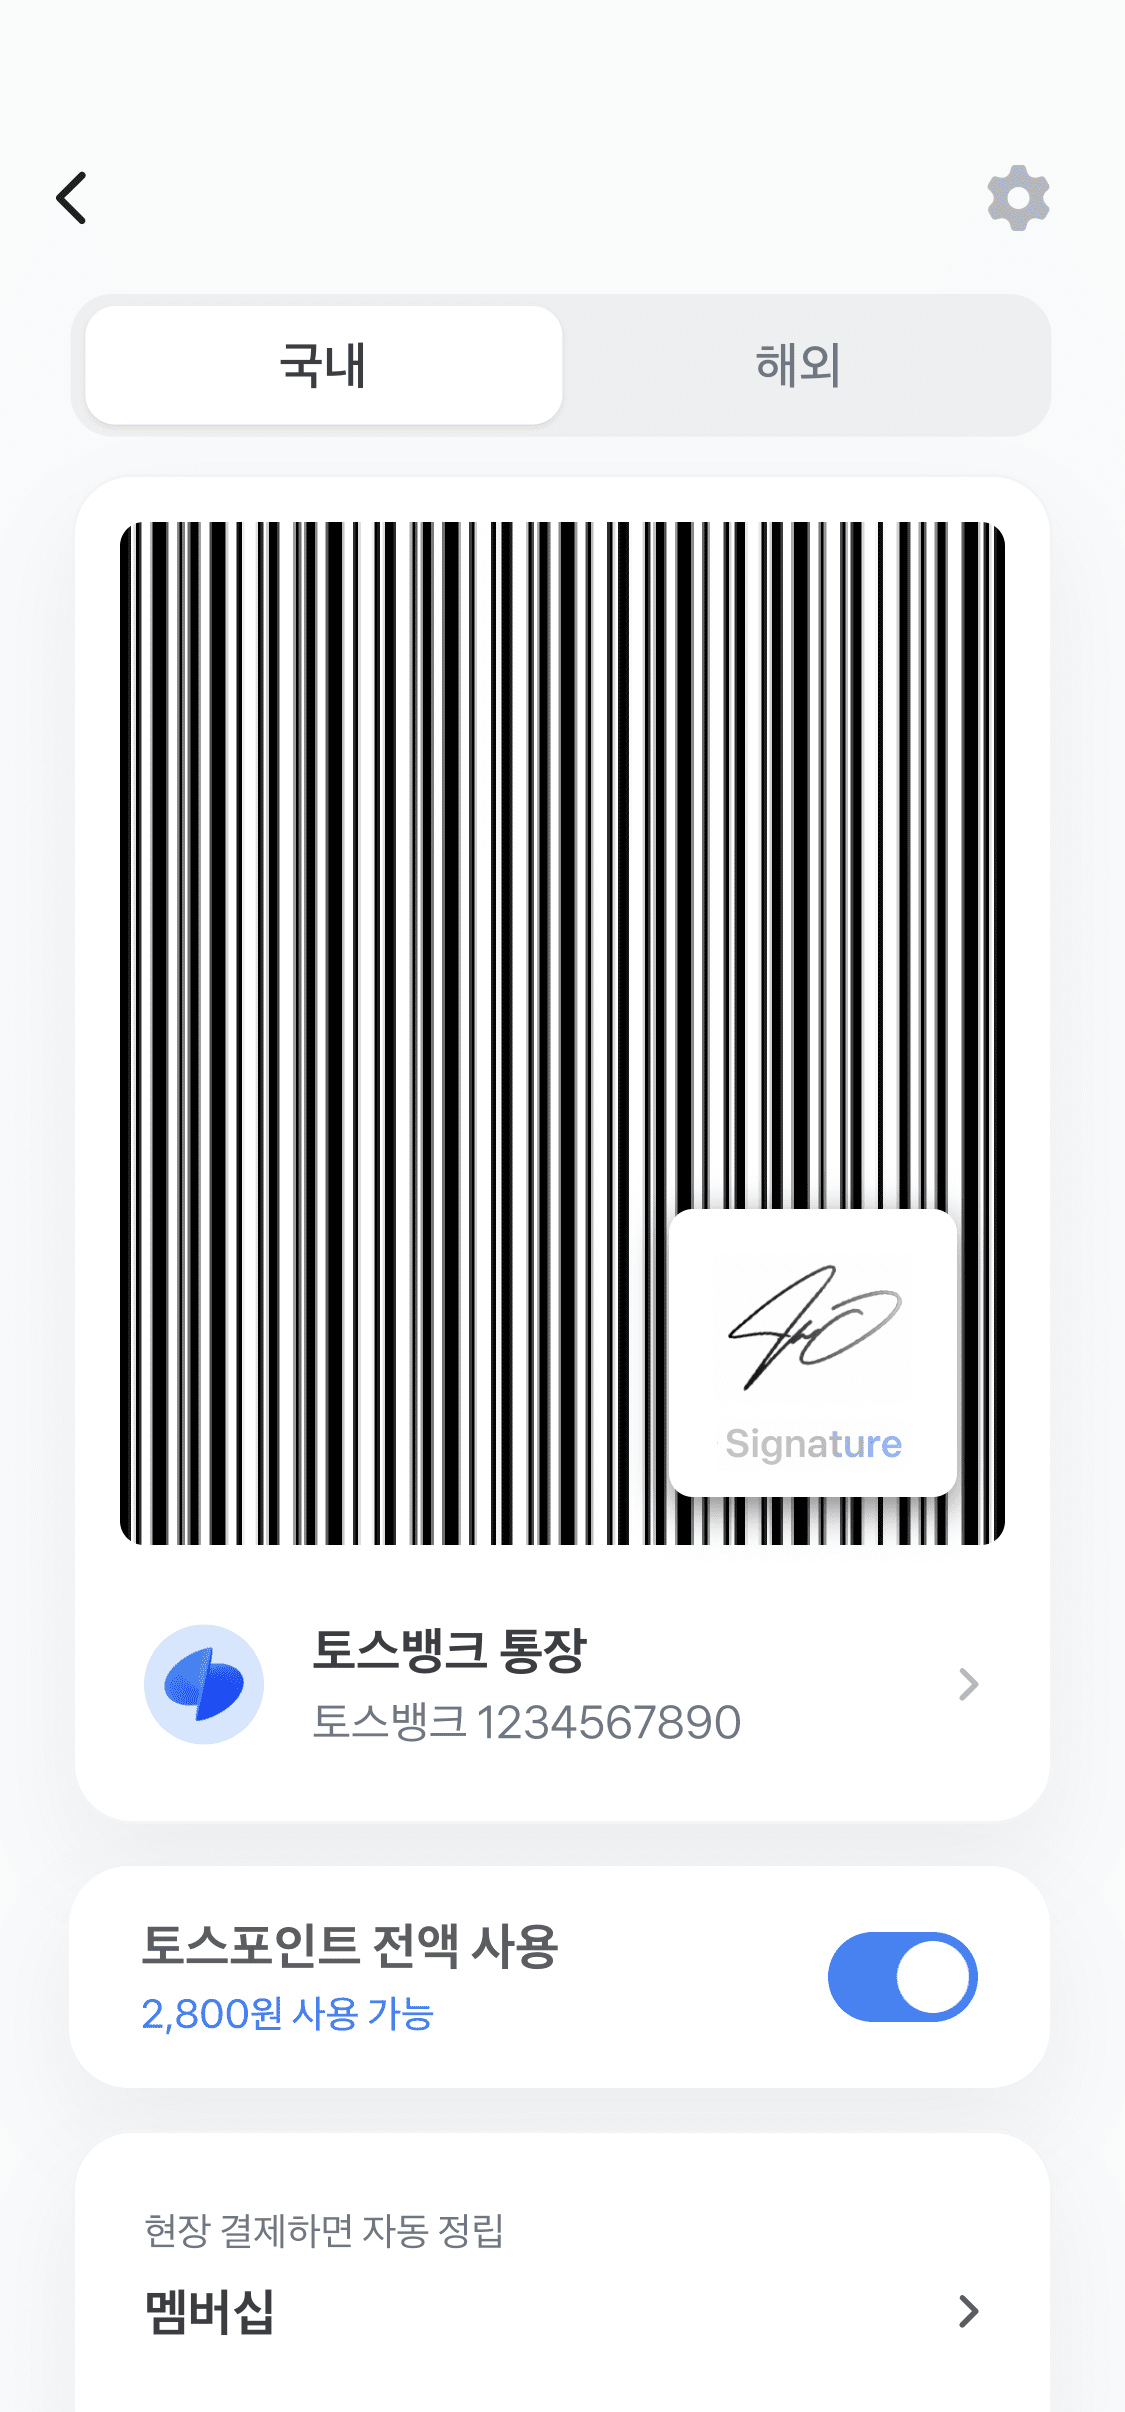 국내
해외
Signature
토스뱅크 통장
토스뱅크 1234567890
토스포인트 전액 사용
2,800원 사용 가능
현장 결제하면 자동 정립
멤버십